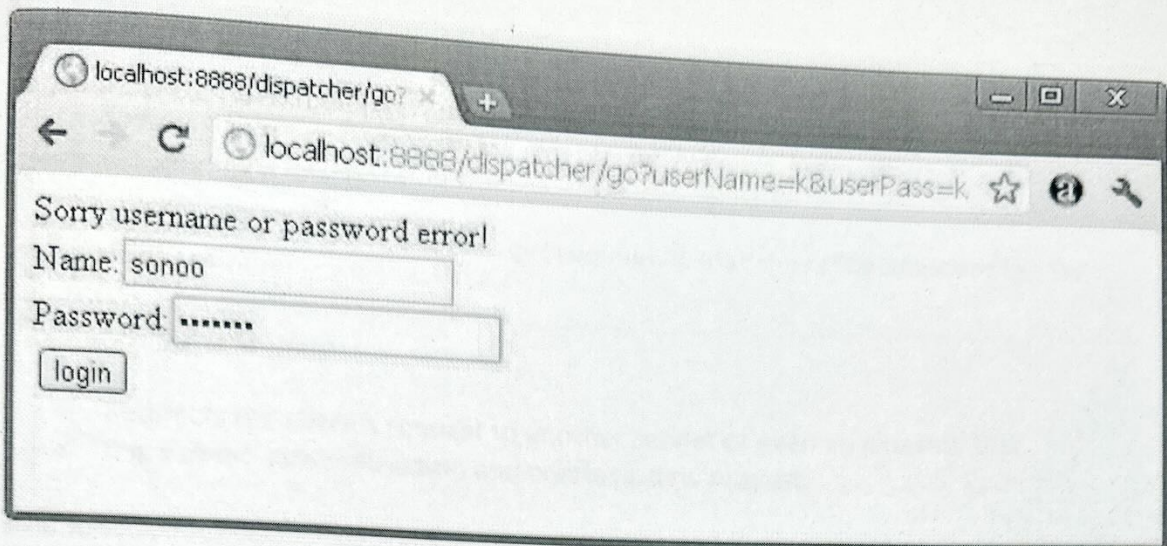 localhost:8888/dispatcher/go?
localhost:8888/dispatcher/go?userName=k&userPass=k
Sorry username or password error!
Name: sonoo
Password: •••••••
login